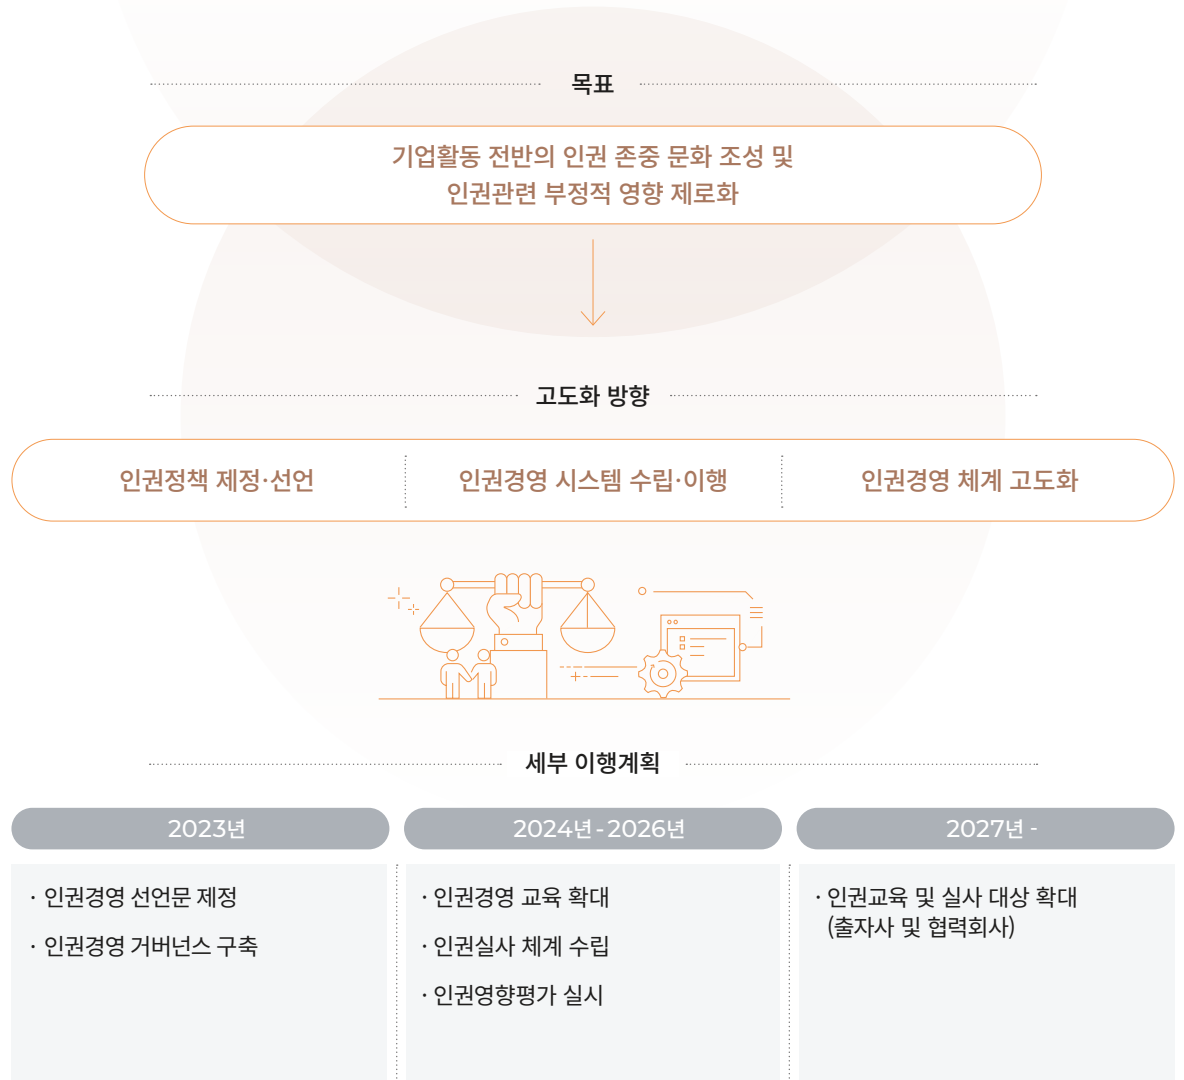 목표
기업활동 전반의 인권 존중 문화 조성 및
인권관련 부정적 영향 제로화
고도화 방향
인권정책 제정·선언
인권경영 시스템 수립·이행
인권경영 체계 고도화
세부 이행계획
2023년
· 인권경영 선언문 제정
· 인권경영 거버넌스 구축
2024년 - 2026년
· 인권경영 교육 확대
· 인권실사 체계 수립
· 인권영향평가 실시
2027년 -
· 인권교육 및 실사 대상 확대
(출자사 및 협력회사)